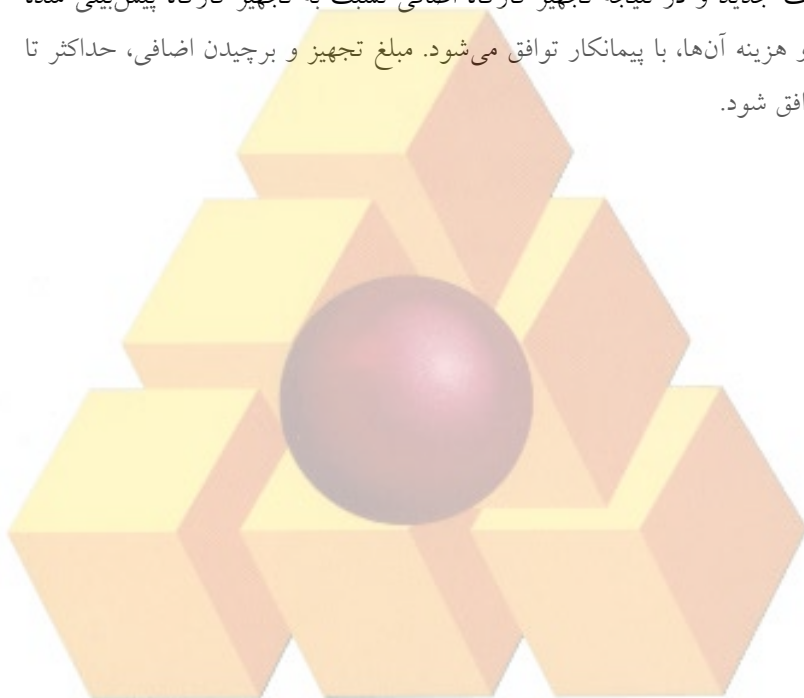 جدید و در نتیجه تجهیز کارگاه اضافی نسبت به تجهیز کارگاه پیش‌بینی شده
و هزینه آن‌ها، با پیمانکار توافق می‌شود. مبلغ تجهیز و برچیدن اضافی، حداکثر تا
شود.